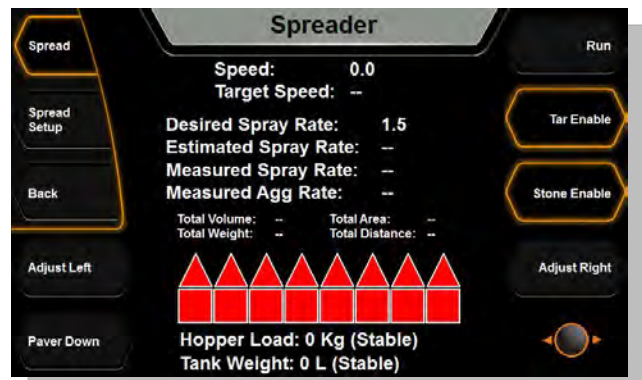 Spreader
Spread
Run
Speed: 0.0
Target Speed: --
Spread
Setup
Tar Enable
Desired Spray Rate: 1.5
Estimated Spray Rate: --
Measured Spray Rate: --
Measured Agg Rate: --
Back
Stone Enable
Total Volume: -- Total Area: --
Total Weight: -- Total Distance: --
Adjust Left
Adjust Right
Paver Down
Hopper Load: 0 Kg (Stable)
Tank Weight: 0 L (Stable)